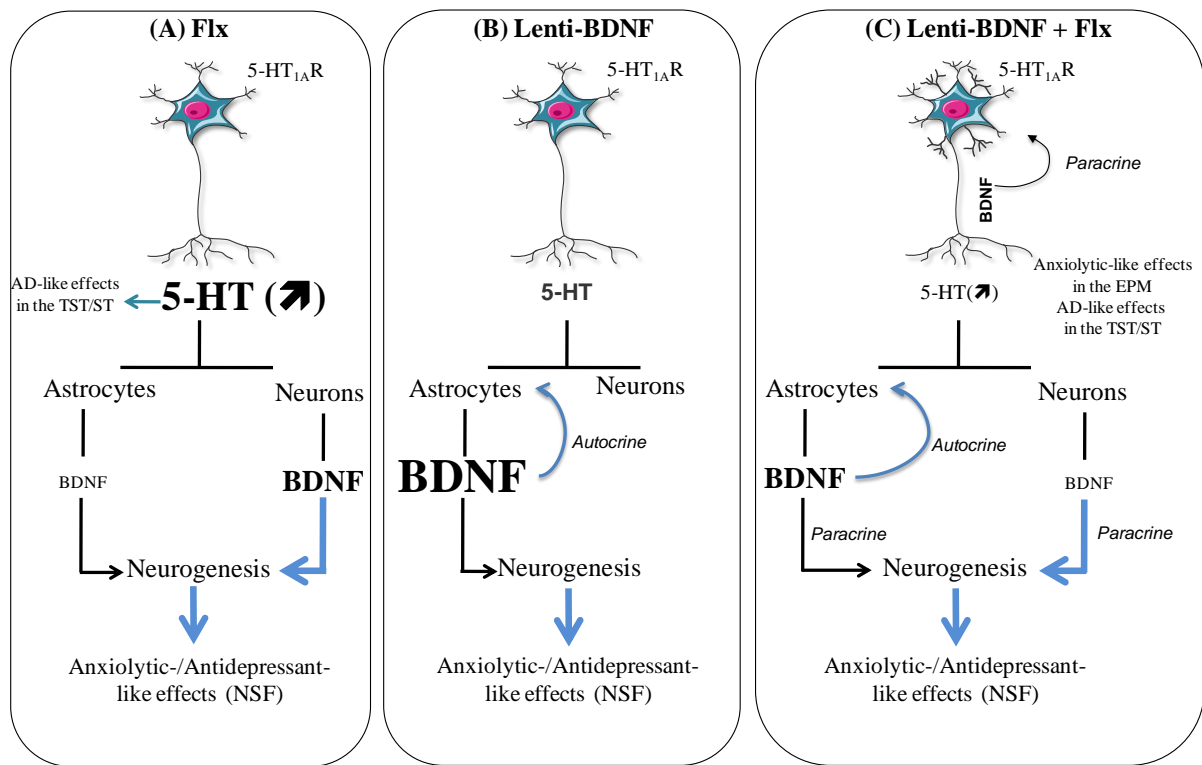 (A) Flx
5-HT1AR
AD-like effects
in the TST/ST
5-HT (↗)
Astrocytes
Neurons
BDNF
BDNF
Neurogenesis
Anxiolytic-/Antidepressant-
like effects (NSF)
(B) Lenti-BDNF
5-HT1AR
5-HT
Astrocytes
Neurons
Autocrine
BDNF
Neurogenesis
Anxiolytic-/Antidepressant-
like effects (NSF)
(C) Lenti-BDNF + Flx
5-HT1AR
Paracrine
BDNF
Anxiolytic-like effects
in the EPM
AD-like effects
in the TST/ST
5-HT(↗)
Astrocytes
Neurons
Autocrine
BDNF
BDNF
Paracrine
Paracrine
Neurogenesis
Anxiolytic-/Antidepressant-
like effects (NSF)